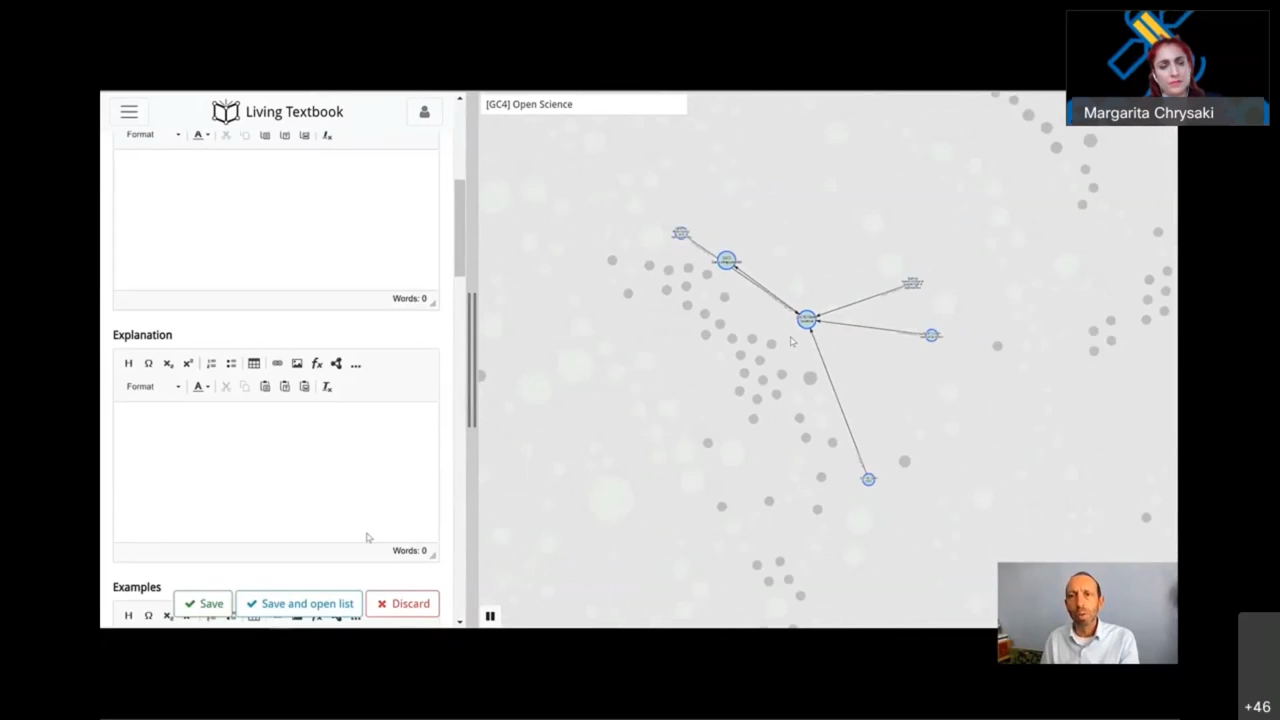 Living Textbook
[GC4] Open Science
Margarita Chrysaki
Format
A
Words: 0
Explanation
H Ω x₂ x² fx ...
Format
A
Words: 0
Examples
H Ω
Save
Save and open list
Discard
+46